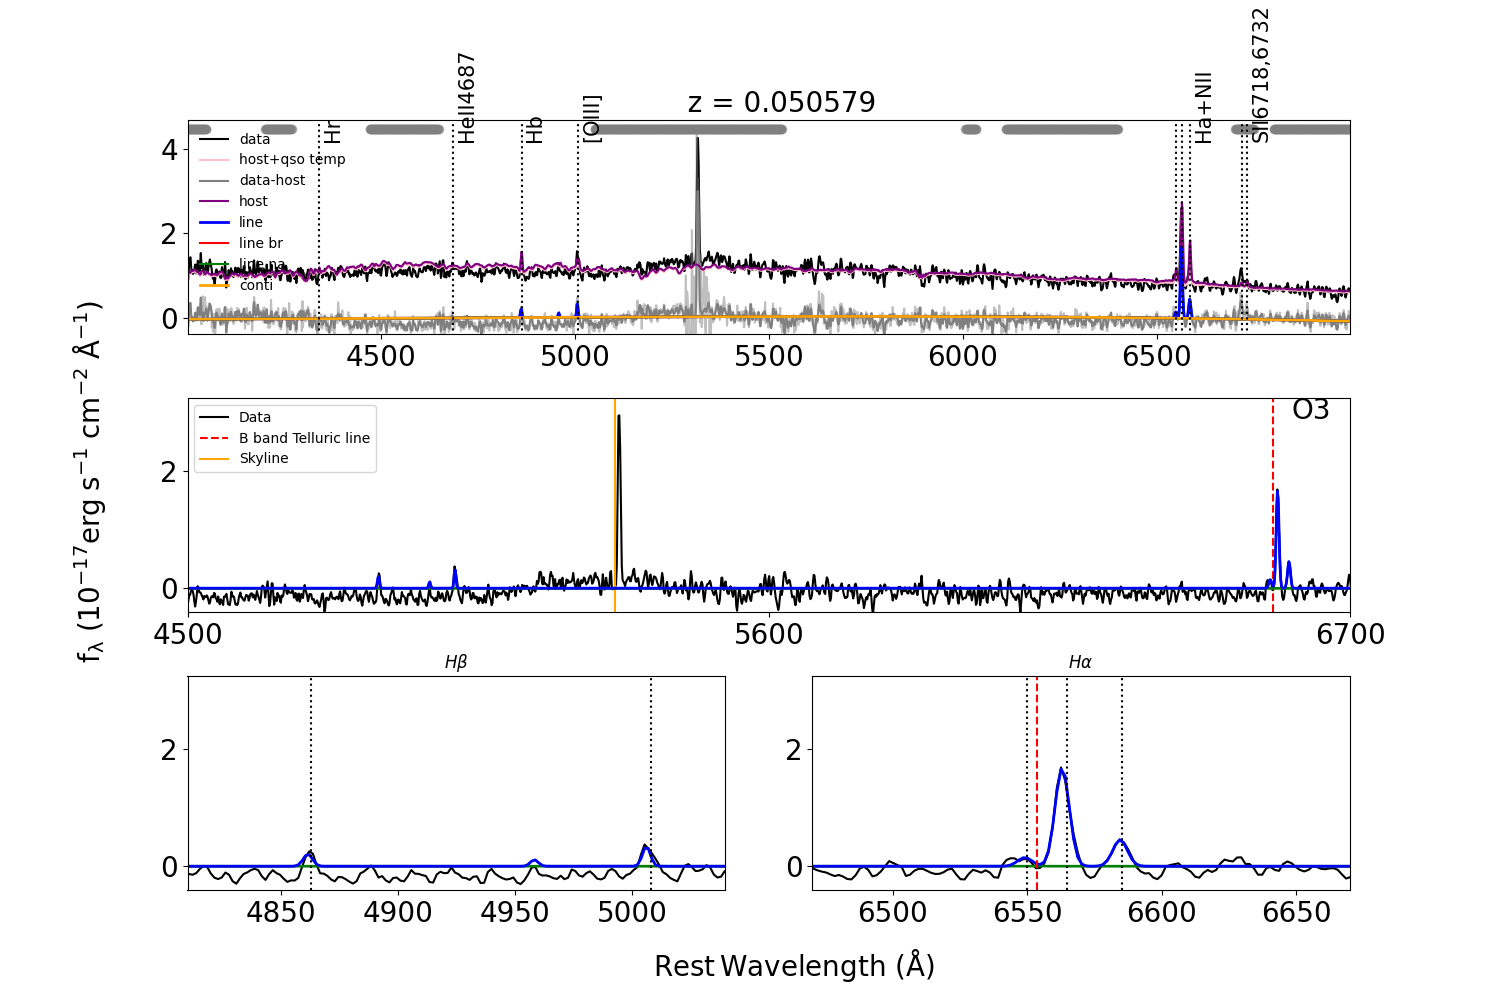 z = 0.050579
Hr
HeII4687
Hb
[OIII]
Ha+NII
SII6718,6732
data
host+qso temp
data-host
host
line
line br
line na
conti
4
2
0
4500 5000 5500 6000 6500
Data
B band Telluric line
Skyline
O3
2
0
4500 5600 6700
fλ (10−17erg s−1 cm−2 Å−1)
Hβ
2
0
4850 4900 4950 5000
Hα
2
0
6500 6550 6600 6650
Rest Wavelength (Å)